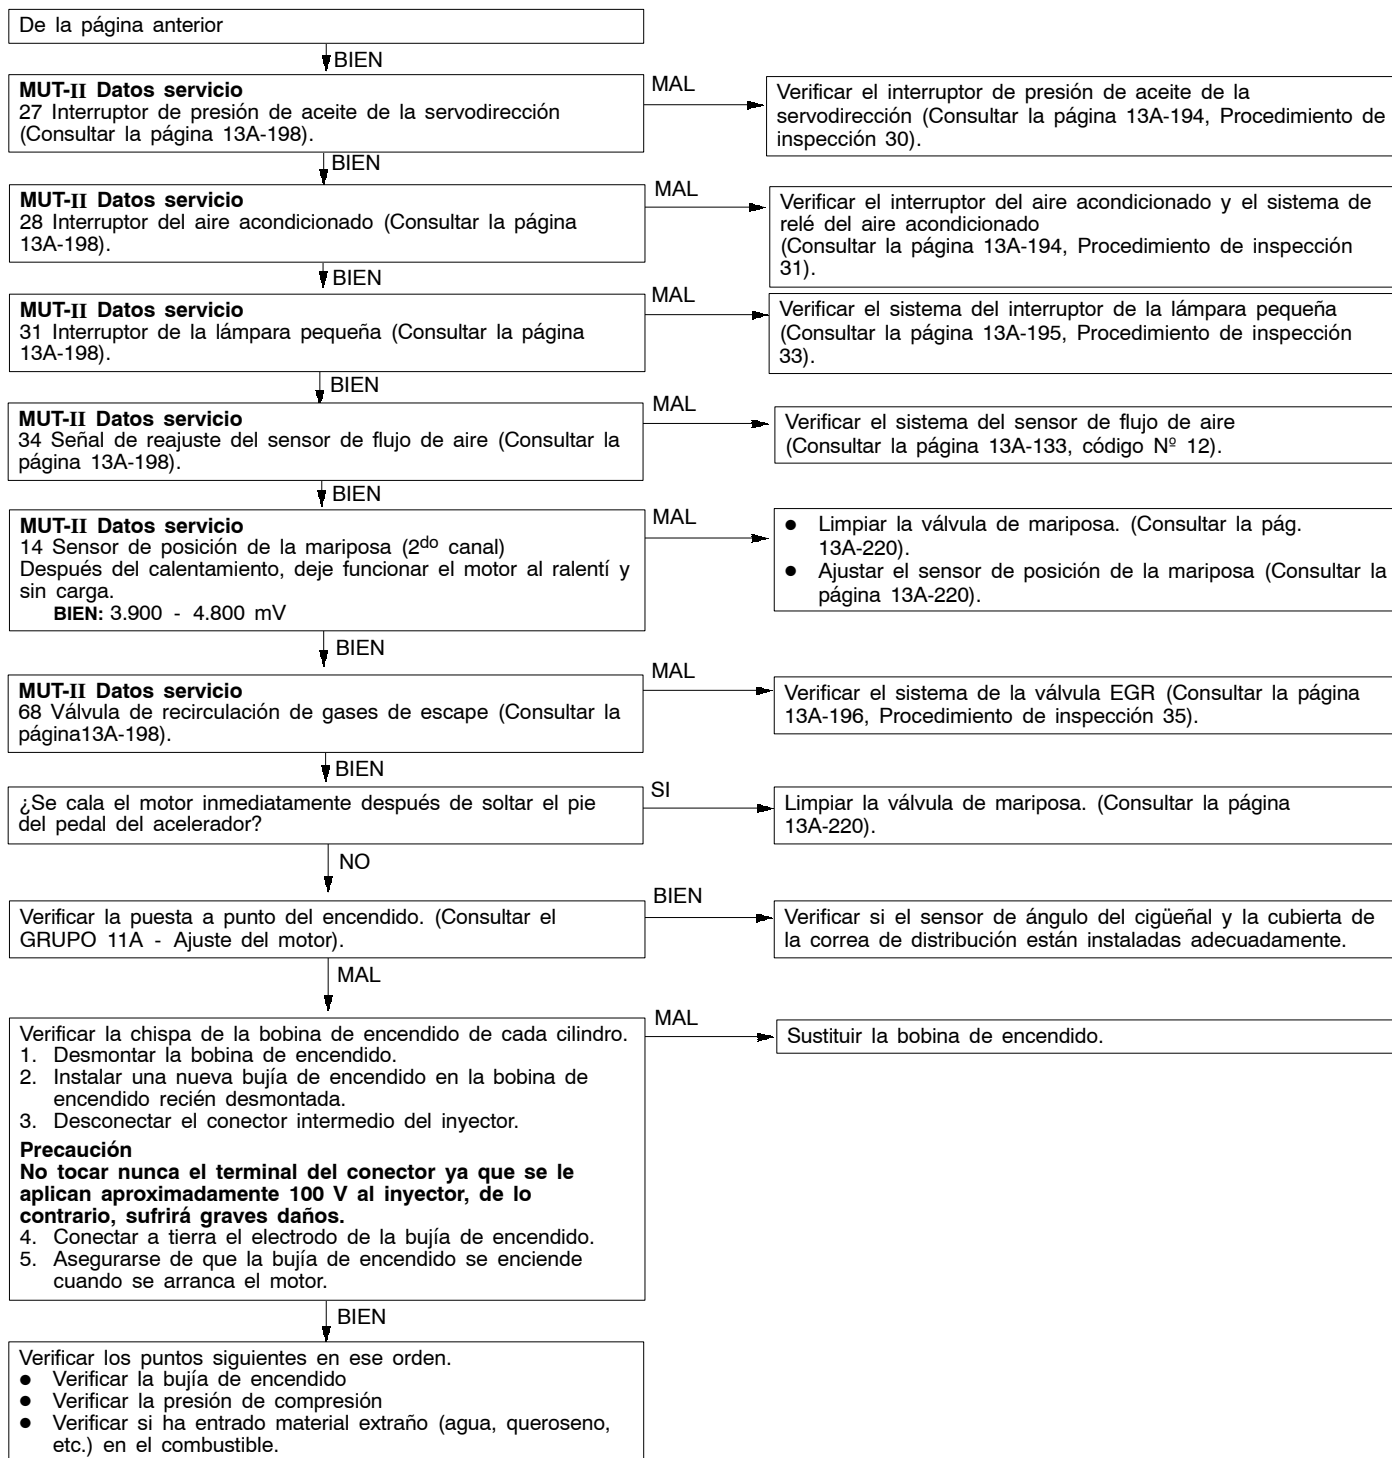 De la página anterior
BIEN
MUT-II Datos servicio
27 Interruptor de presión de aceite de la servodirección
(Consultar la página 13A-198).
MAL
Verificar el interruptor de presión de aceite de la
servodirección (Consultar la página 13A-194, Procedimiento de
inspección 30).
BIEN
MUT-II Datos servicio
28 Interruptor del aire acondicionado (Consultar la página
13A-198).
MAL
Verificar el interruptor del aire acondicionado y el sistema de
relé del aire acondicionado
(Consultar la página 13A-194, Procedimiento de inspección
31).
BIEN
MUT-II Datos servicio
31 Interruptor de la lámpara pequeña (Consultar la página
13A-198).
MAL
Verificar el sistema del interruptor de la lámpara pequeña
(Consultar la página 13A-195, Procedimiento de inspección
33).
BIEN
MUT-II Datos servicio
34 Señal de reajuste del sensor de flujo de aire (Consultar la
página 13A-198).
MAL
Verificar el sistema del sensor de flujo de aire
(Consultar la página 13A-133, código Nº 12).
BIEN
MUT-II Datos servicio
14 Sensor de posición de la mariposa (2do canal)
Después del calentamiento, deje funcionar el motor al ralentí y
sin carga.
BIEN: 3.900 - 4.800 mV
MAL
● Limpiar la válvula de mariposa. (Consultar la pág.
13A-220).
● Ajustar el sensor de posición de la mariposa (Consultar la
página 13A-220).
BIEN
MUT-II Datos servicio
68 Válvula de recirculación de gases de escape (Consultar la
página13A-198).
MAL
Verificar el sistema de la válvula EGR (Consultar la página
13A-196, Procedimiento de inspección 35).
BIEN
¿Se cala el motor inmediatamente después de soltar el pie
del pedal del acelerador?
SI
Limpiar la válvula de mariposa. (Consultar la página
13A-220).
NO
Verificar la puesta a punto del encendido. (Consultar el
GRUPO 11A - Ajuste del motor).
BIEN
Verificar si el sensor de ángulo del cigüeñal y la cubierta de
la correa de distribución están instaladas adecuadamente.
MAL
Verificar la chispa de la bobina de encendido de cada cilindro.
1. Desmontar la bobina de encendido.
2. Instalar una nueva bujía de encendido en la bobina de
encendido recién desmontada.
3. Desconectar el conector intermedio del inyector.
Precaución
No tocar nunca el terminal del conector ya que se le
aplican aproximadamente 100 V al inyector, de lo
contrario, sufrirá graves daños.
4. Conectar a tierra el electrodo de la bujía de encendido.
5. Asegurarse de que la bujía de encendido se enciende
cuando se arranca el motor.
MAL
Sustituir la bobina de encendido.
BIEN
Verificar los puntos siguientes en ese orden.
● Verificar la bujía de encendido
● Verificar la presión de compresión
● Verificar si ha entrado material extraño (agua, queroseno,
etc.) en el combustible.